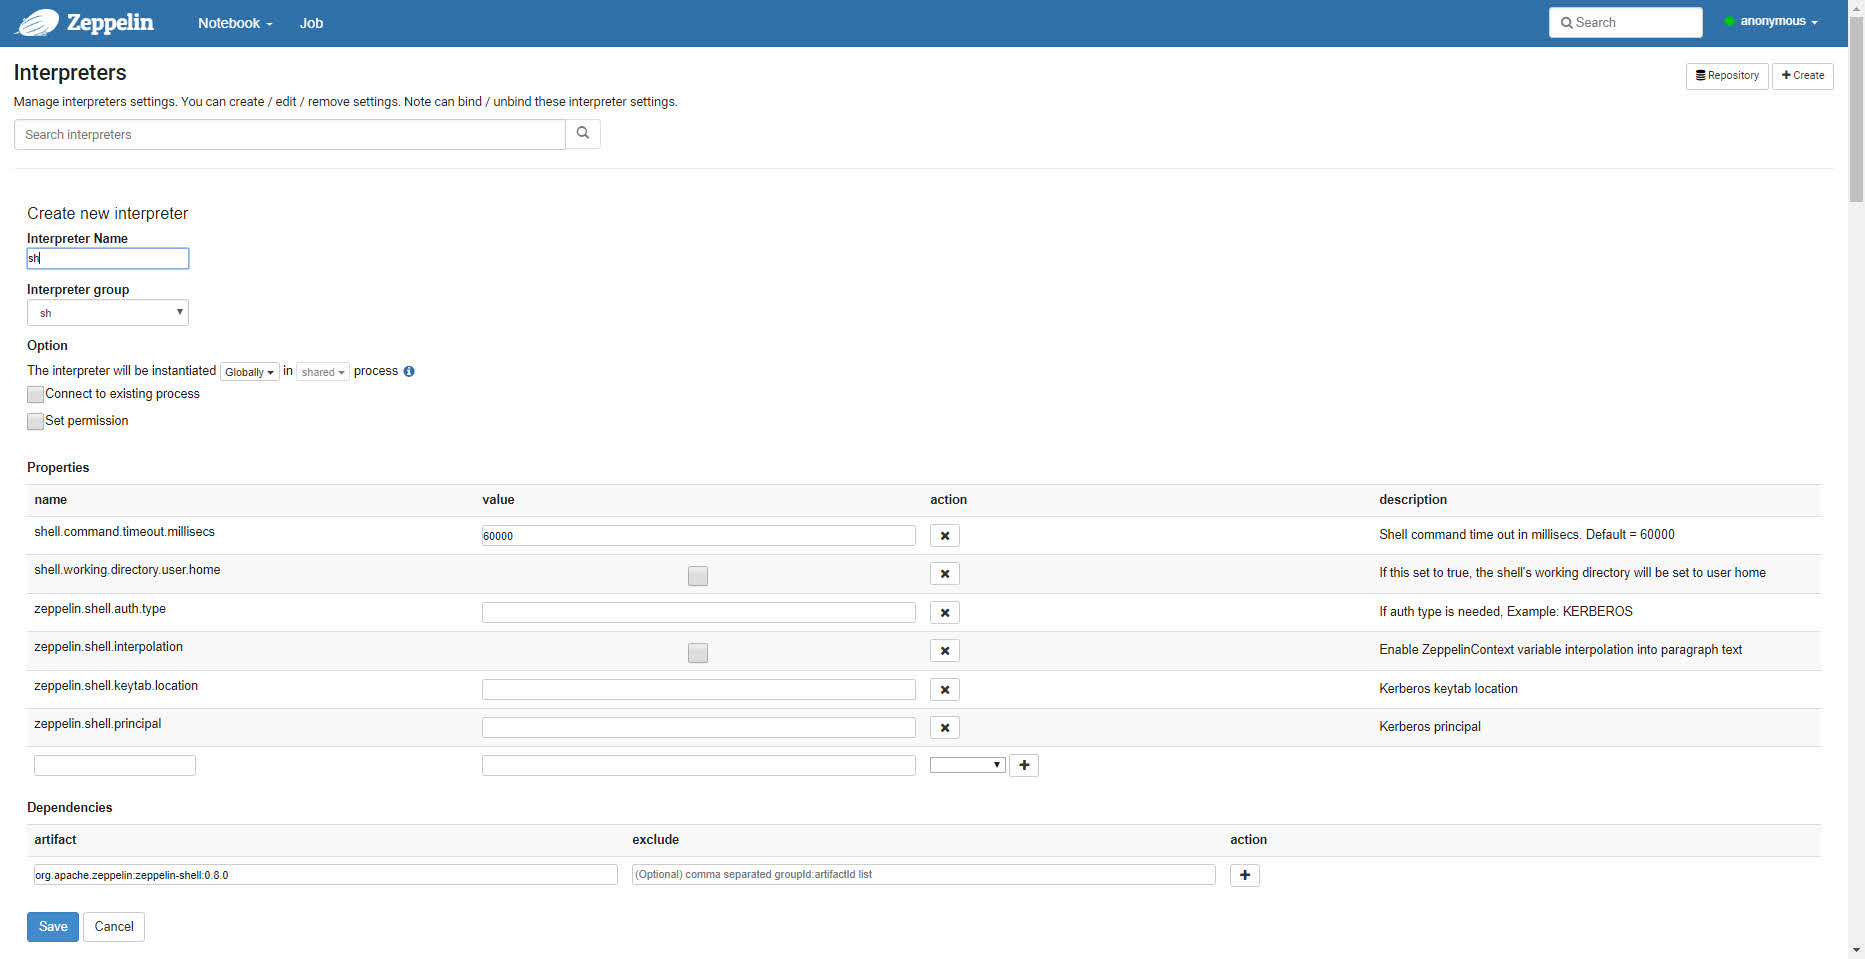 Zeppelin Notebook Job Search anonymous
Interpreters
Repository Create
Manage interpreters settings. You can create / edit / remove settings. Note can bind / unbind these interpreter settings.
Search interpreters
Create new interpreter
Interpreter Name
sh
Interpreter group
sh
Option
The interpreter will be instantiated Globally in shared process
Connect to existing process
Set permission
Properties
name value action description
shell.command.timeout.millisecs 60000 Shell command time out in millisecs. Default = 60000
shell.working.directory.user.home If this set to true, the shell's working directory will be set to user home
zeppelin.shell.auth.type If auth type is needed, Example: KERBEROS
zeppelin.shell.interpolation Enable ZeppelinContext variable interpolation into paragraph text
zeppelin.shell.keytab.location Kerberos keytab location
zeppelin.shell.principal Kerberos principal
Dependencies
artifact exclude action
org.apache.zeppelin:zeppelin-shell:0.8.0 (Optional) comma separated groupId:artifactId list
Save Cancel